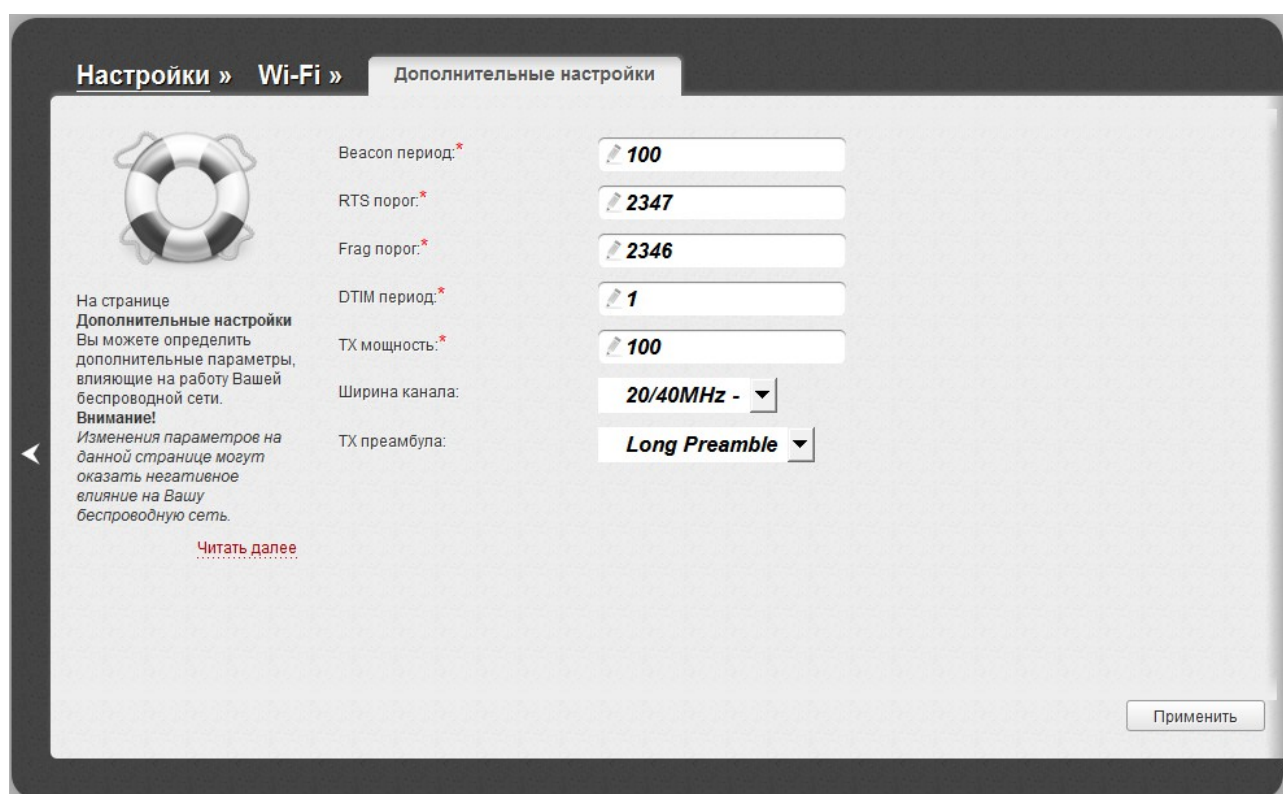 Настройки » Wi-Fi » Дополнительные настройки
Beacon период:* 100
RTS порог:* 2347
Frag порог:* 2346
DTIM период:* 1
TX мощность:* 100
Ширина канала: 20/40MHz -
TX преамбула: Long Preamble
На странице
Дополнительные настройки
Вы можете определить
дополнительные параметры,
влияющие на работу Вашей
беспроводной сети.
Внимание!
Изменения параметров на
данной странице могут
оказать негативное
влияние на Вашу
беспроводную сеть.
Читать далее
Применить